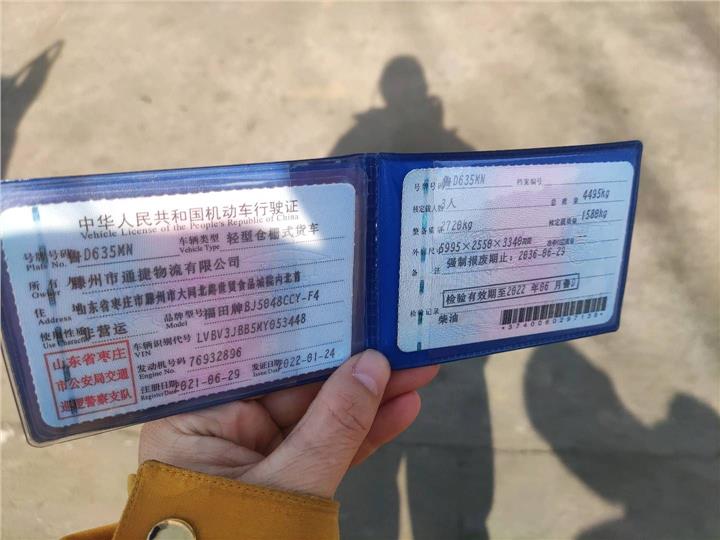 中华人民共和国机动车行驶证
Vehicle License of the People's Republic of China
号牌号码 鲁D635MN 车辆类型 轻型仓栅式货车
Plate No. Vehicle Type
所有人 滕州市通捷物流有限公司
Owner
住址 山东省枣庄市滕州市大同北路
Address
使用性质 非营运 品牌型号 福田牌BJ5048CCY-F4
Use Character Model
山东省枣庄
市公安局交通
巡逻警察支队
车辆识别代号 LVBV3JBB5MY053448
VIN
发动机号码 76932896
Engine No.
注册日期 2021-06-29 发证日期 2022-01-24
Register Date Issue Date
号牌号码 鲁D635MN 档案编号
核定载人数 3人 总质量 4495kg
整备质量 2720kg 核定载质量 1580kg
外廓尺寸 5995×2550×3340mm 准牵引总质量 --
备注 强制报废期止：2036-06-29
检验有效期至2022年06月鲁D
检验记录
柴油